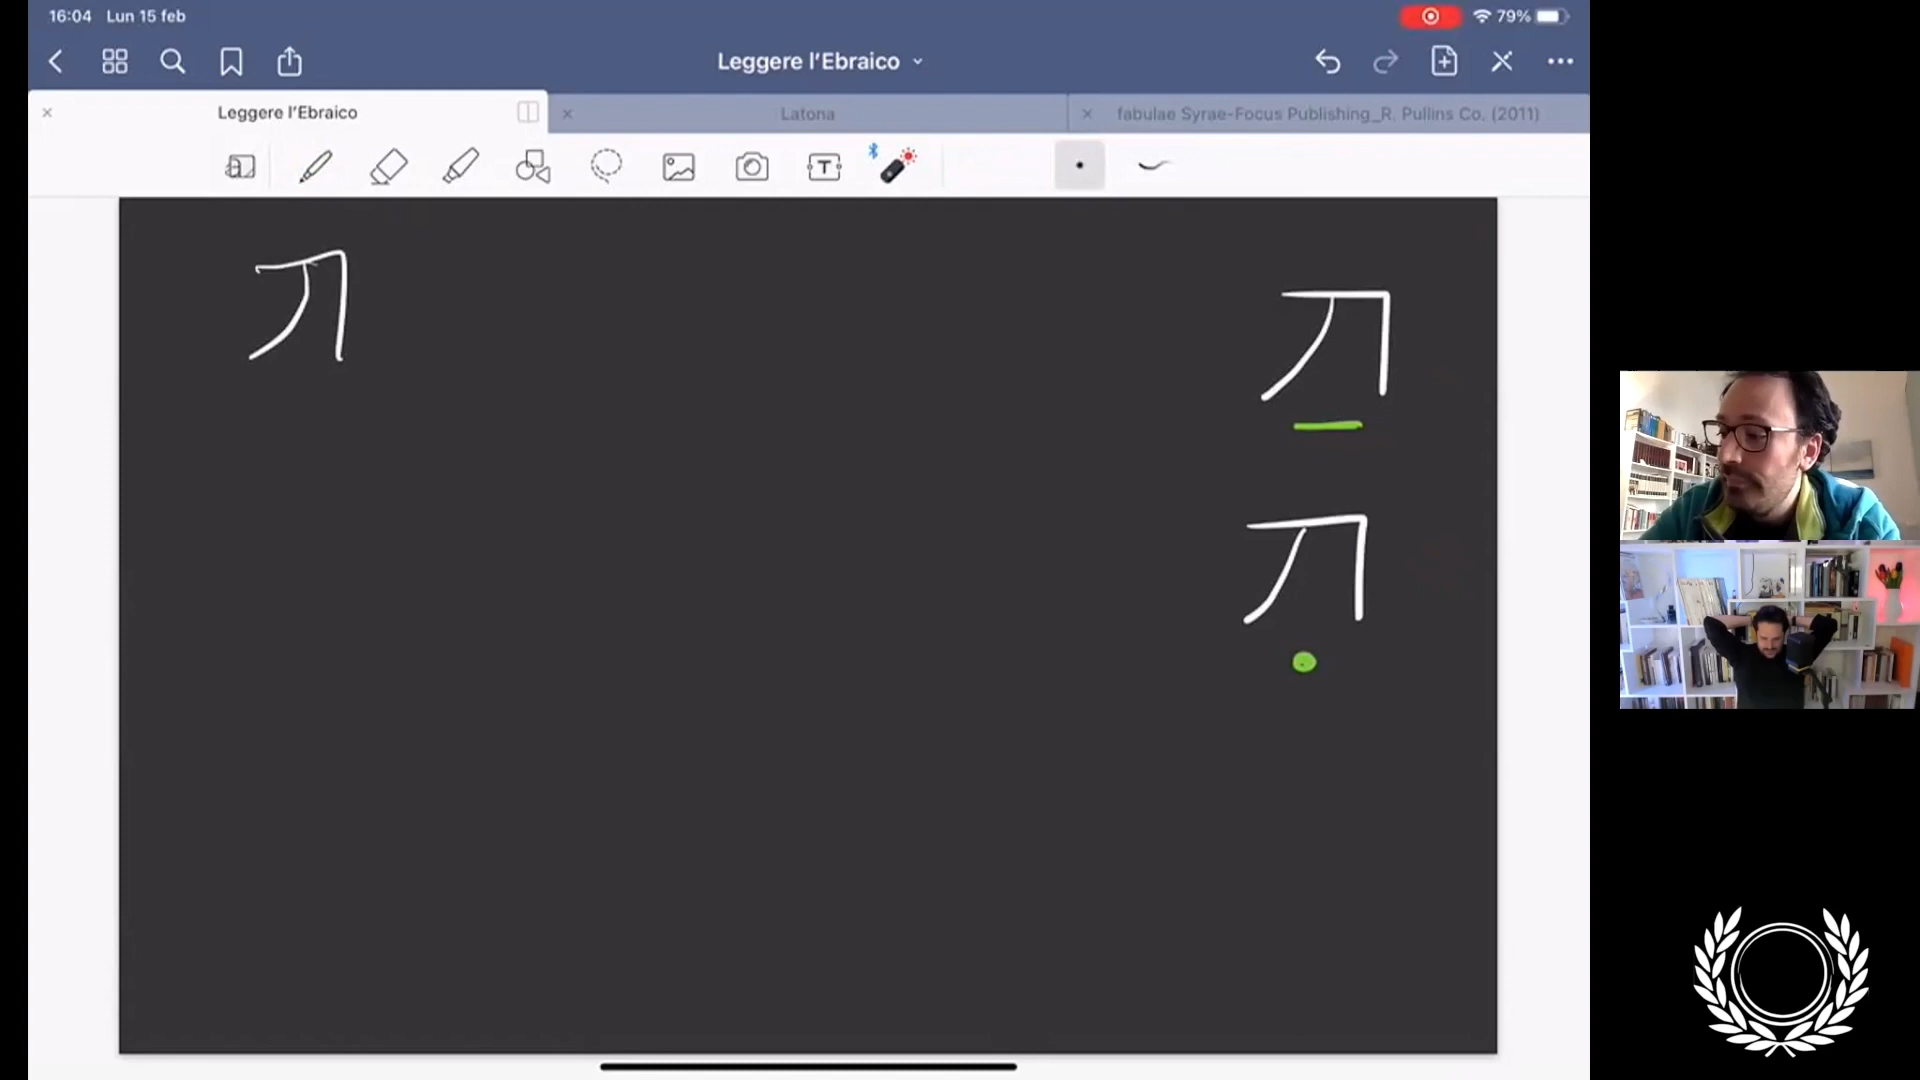 16:04 Lun 15 feb 79%
Leggere l'Ebraico
Leggere l'Ebraico Latona fabulae Syrae-Focus Publishing_R. Pullins Co. (2011)
ת תַ
תִ